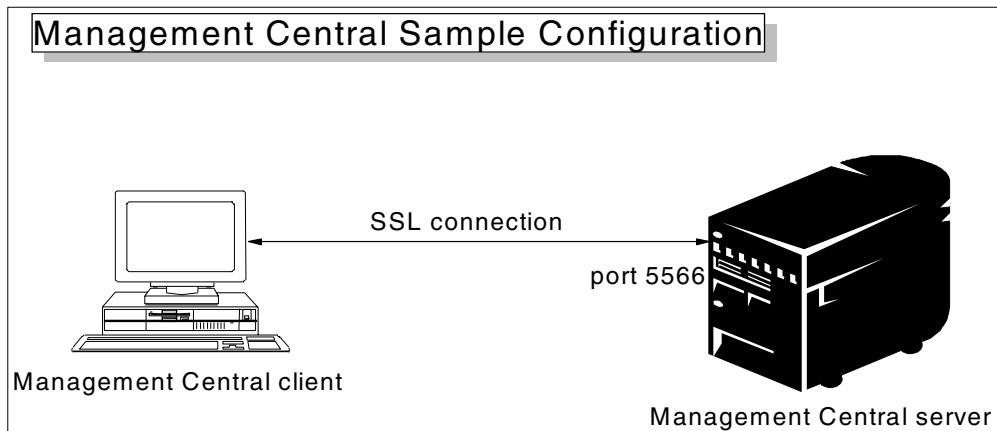 Management Central Sample Configuration
SSL connection
port 5566
Management Central client
Management Central server